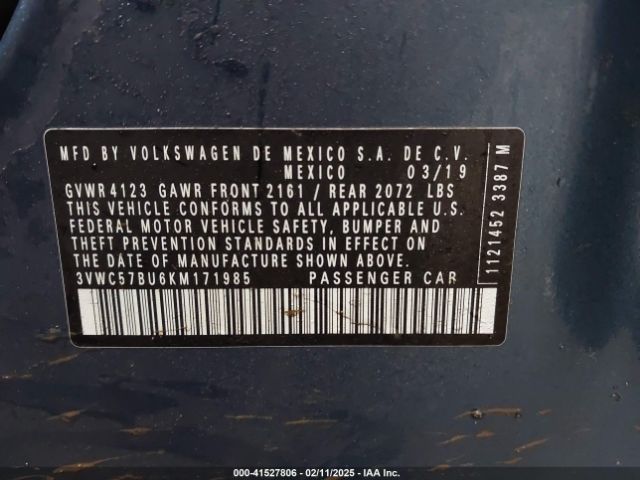 MFD. BY VOLKSWAGEN DE MEXICO S.A. DE C.V.
MEXICO 03/19
GVWR 4123 GAWR FRONT 2161 / REAR 2072 LBS
THIS VEHICLE CONFORMS TO ALL APPLICABLE U.S.
FEDERAL MOTOR VEHICLE SAFETY, BUMPER AND
THEFT PREVENTION STANDARDS IN EFFECT ON
THE DATE OF MANUFACTURE SHOWN ABOVE.
3VWC57BU6KM171985 PASSENGER CAR
1121452 3387 M
000-41527806 - 02/11/2025 - IAA Inc.